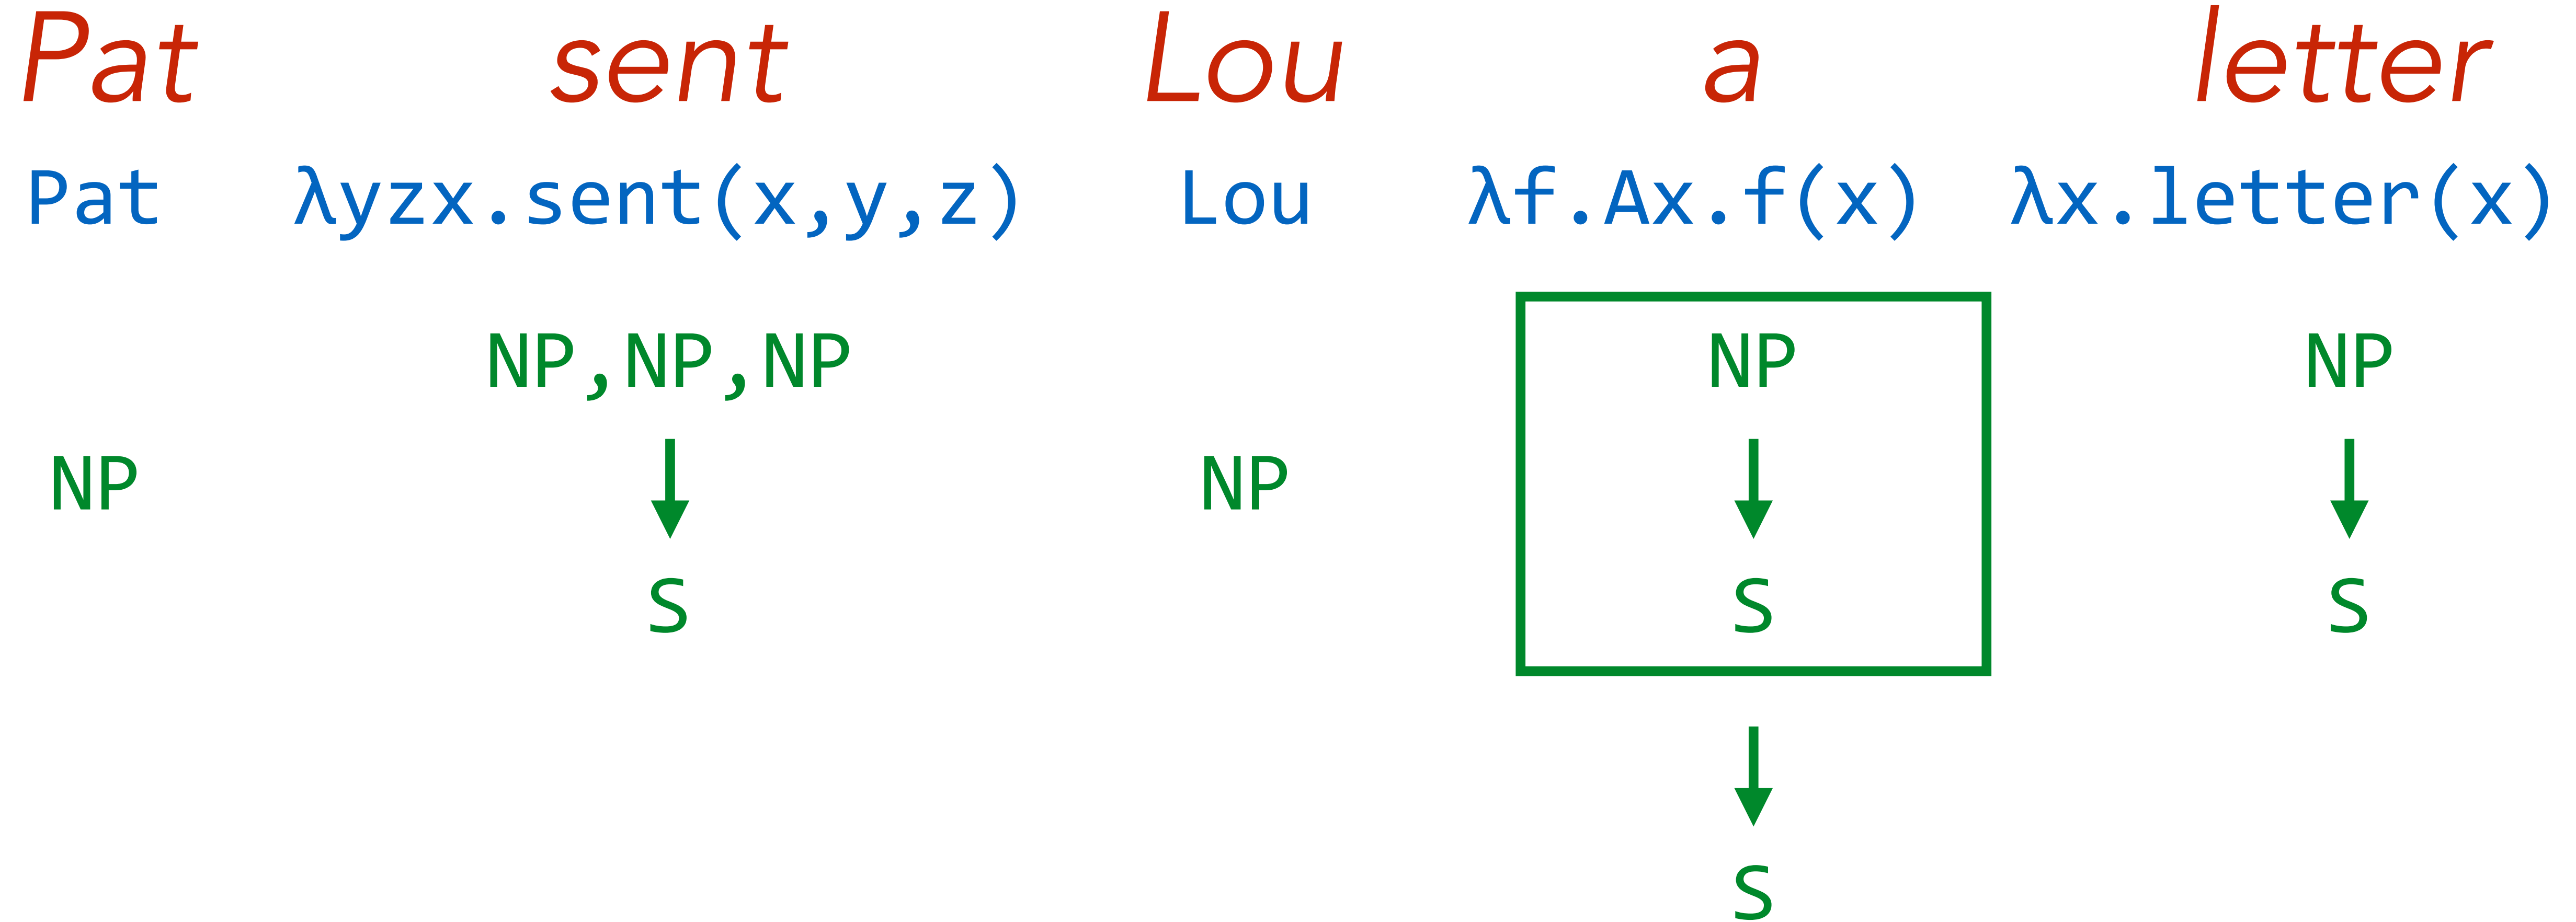 Pat sent Lou a letter
Pat λyzx.sent(x,y,z) Lou λf.Ax.f(x) λx.letter(x)
NP,NP,NP NP NP
NP NP
S S S
S